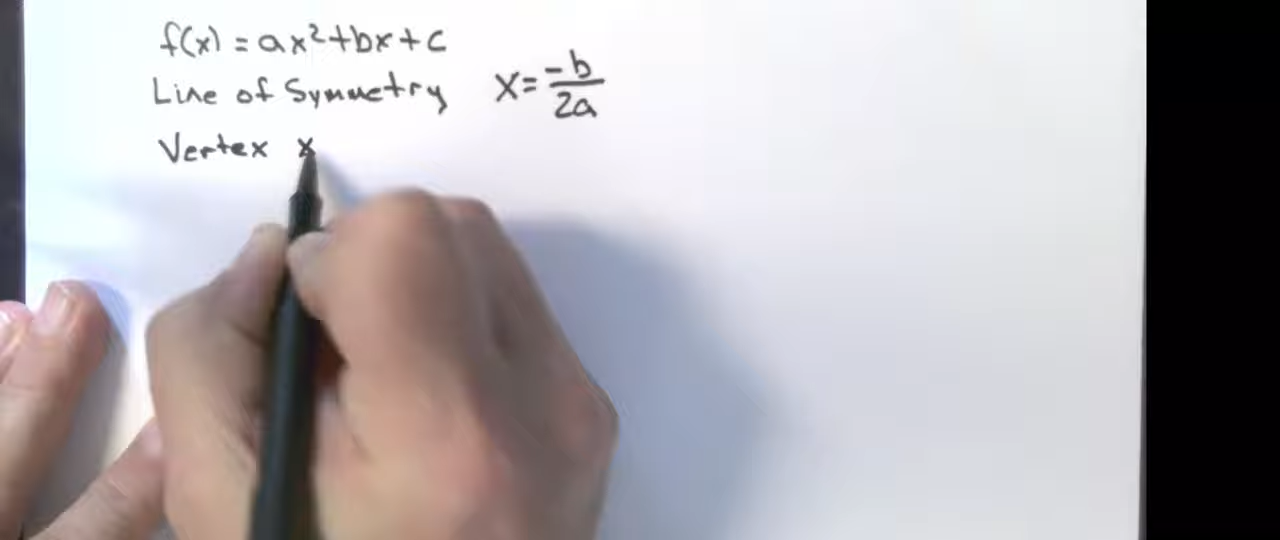 f(x) = ax²+bx+c
Line of Symmetry x = -b/2a
Vertex x